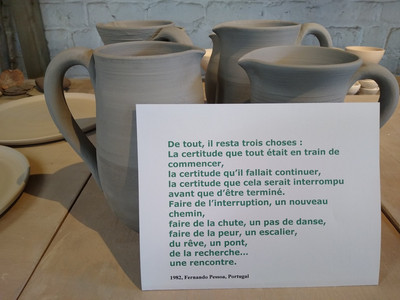 De tout, il resta trois choses :
La certitude que tout était en train de
commencer,
la certitude qu'il fallait continuer,
la certitude que cela serait interrompu
avant que d'être terminé.
Faire de l'interruption, un nouveau
chemin,
faire de la chute, un pas de danse,
faire de la peur, un escalier,
du rêve, un pont,
de la recherche...
une rencontre.
1982, Fernando Pessoa, Portugal